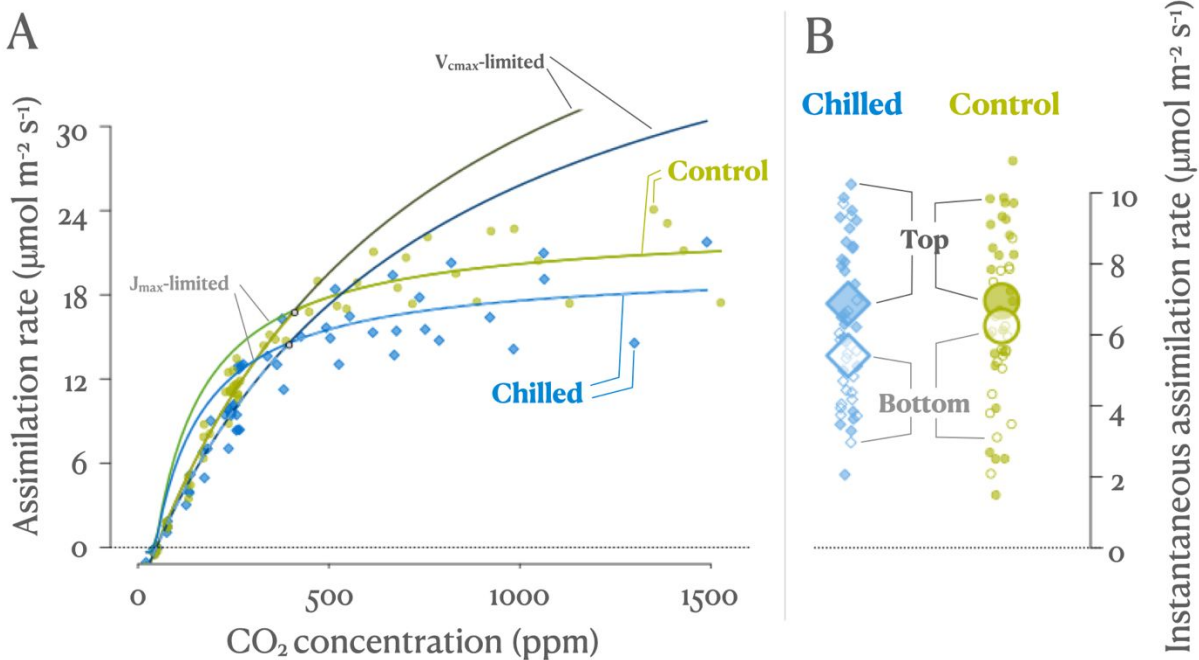 A
Assimilation rate (μmol m⁻² s⁻¹)
30
24
18
12
6
0
V꜀ₘₐₓ-limited
Jₘₐₓ-limited
Control
Chilled
0
500
1000
1500
CO₂ concentration (ppm)
B
Chilled
Control
Top
Bottom
10
8
6
4
2
0
Instantaneous assimilation rate (μmol m⁻² s⁻¹)